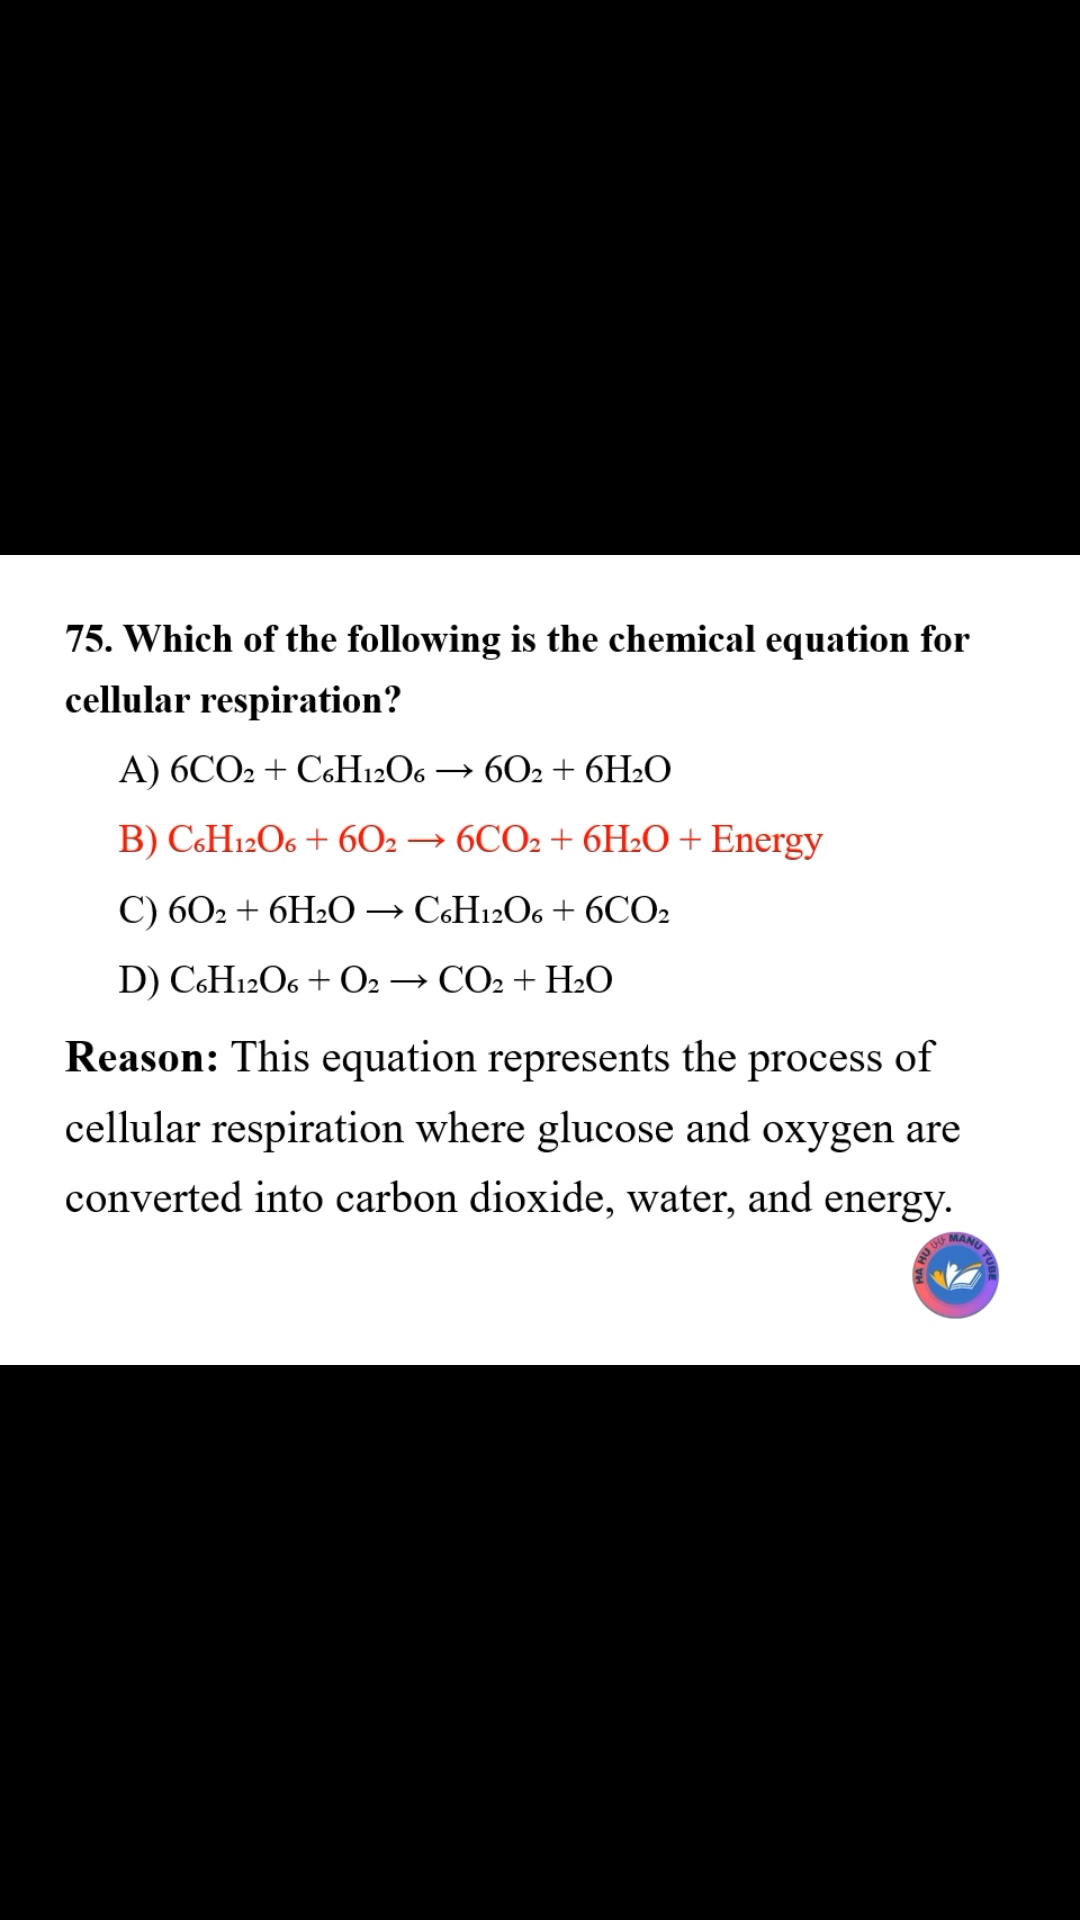 75. Which of the following is the chemical equation for
cellular respiration?
A) 6CO₂ + C₆H₁₂O₆ → 6O₂ + 6H₂O
B) C₆H₁₂O₆ + 6O₂ → 6CO₂ + 6H₂O + Energy
C) 6O₂ + 6H₂O → C₆H₁₂O₆ + 6CO₂
D) C₆H₁₂O₆ + O₂ → CO₂ + H₂O
Reason: This equation represents the process of
cellular respiration where glucose and oxygen are
converted into carbon dioxide, water, and energy.
HA HU MANU TUBE